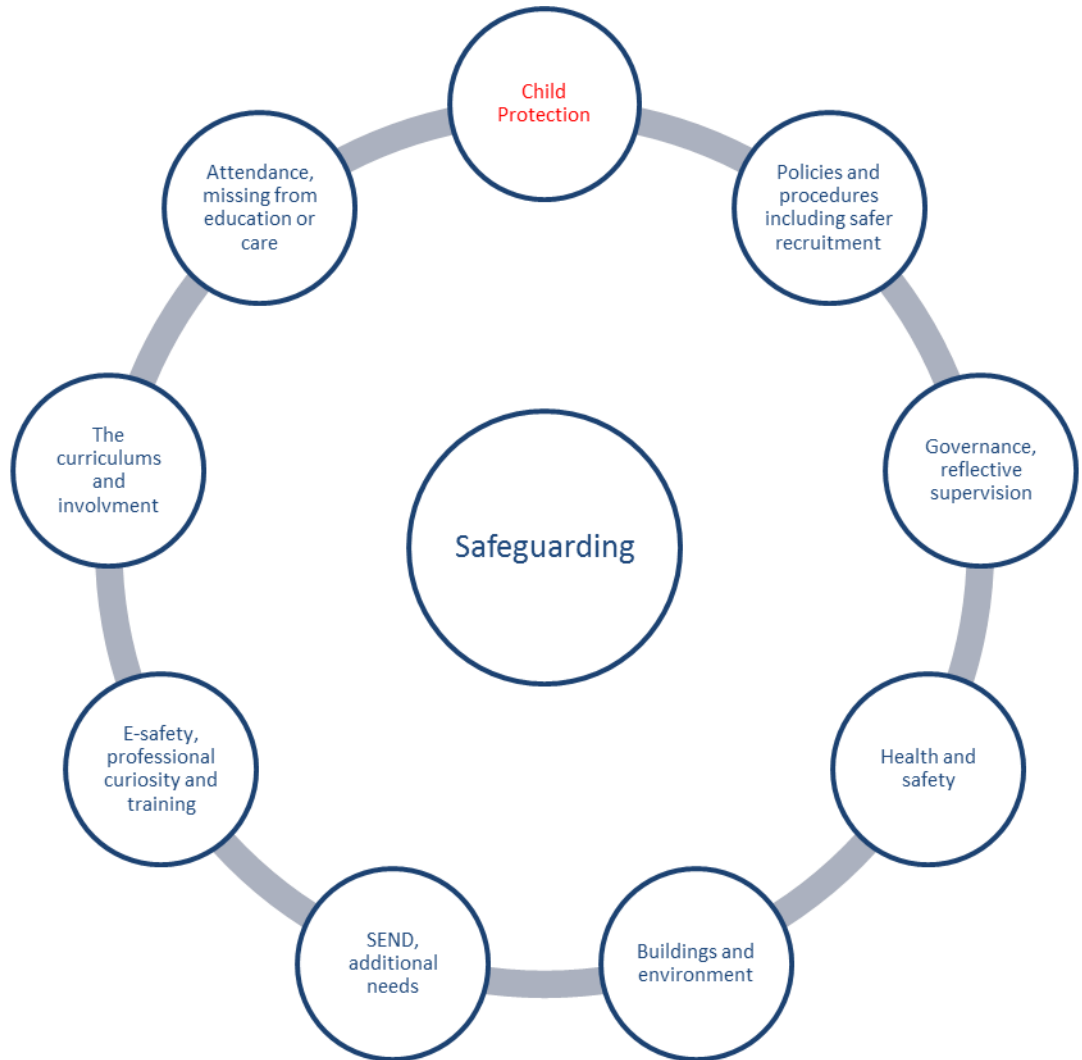 Child
Protection
Policies and
procedures
including safer
recruitment
Governance,
reflective
supervision
Health and
safety
Buildings and
environment
SEND,
additional
needs
E-safety,
professional
curiosity and
training
The
curriculums
and
involvment
Attendance,
missing from
education or
care
Safeguarding